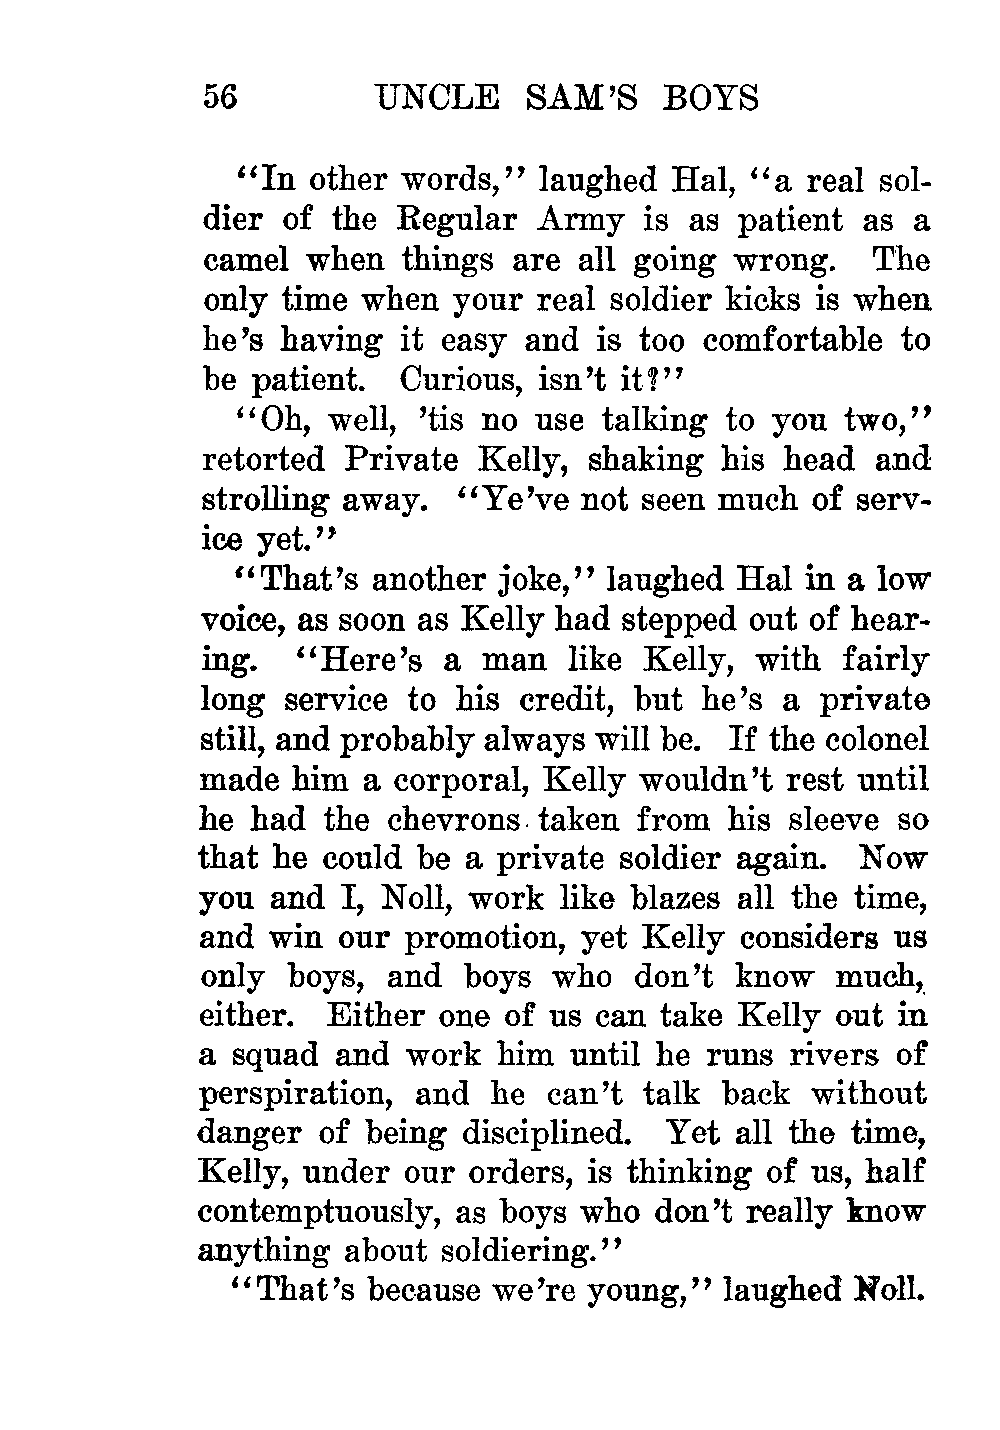 56 UNCLE SAM'S BOYS
"In other words," laughed Hal, "a real sol-
dier of the Regular Army is as patient as a
camel when things are all going wrong. The
only time when your real soldier kicks is when
he's having it easy and is too comfortable to
be patient. Curious, isn't it?"
"Oh, well, 'tis no use talking to you two,"
retorted Private Kelly, shaking his head and
strolling away. "Ye've not seen much of serv-
ice yet."
"That's another joke," laughed Hal in a low
voice, as soon as Kelly had stepped out of hear-
ing. "Here's a man like Kelly, with fairly
long service to his credit, but he's a private
still, and probably always will be. If the colonel
made him a corporal, Kelly wouldn't rest until
he had the chevrons taken from his sleeve so
that he could be a private soldier again. Now
you and I, Noll, work like blazes all the time,
and win our promotion, yet Kelly considers us
only boys, and boys who don't know much,
either. Either one of us can take Kelly out in
a squad and work him until he runs rivers of
perspiration, and he can't talk back without
danger of being disciplined. Yet all the time,
Kelly, under our orders, is thinking of us, half
contemptuously, as boys who don't really know
anything about soldiering."
"That's because we're young," laughed Noll.